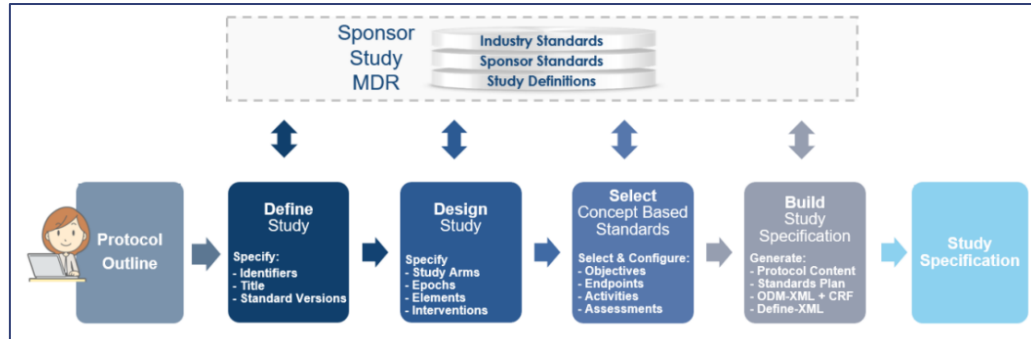 Sponsor
Study
MDR
Industry Standards
Sponsor Standards
Study Definitions
Protocol
Outline
Define
Study
Specify:
- Identifiers
- Title
- Standard Versions
Design
Study
Specify
- Study Arms
- Epochs
- Elements
- Interventions
Select
Concept Based
Standards
Select & Configure:
- Objectives
- Endpoints
- Activities
- Assessments
Build
Study
Specification
Generate:
- Protocol Content
- Standards Plan
- ODM-XML + CRF
- Define-XML
Study
Specification